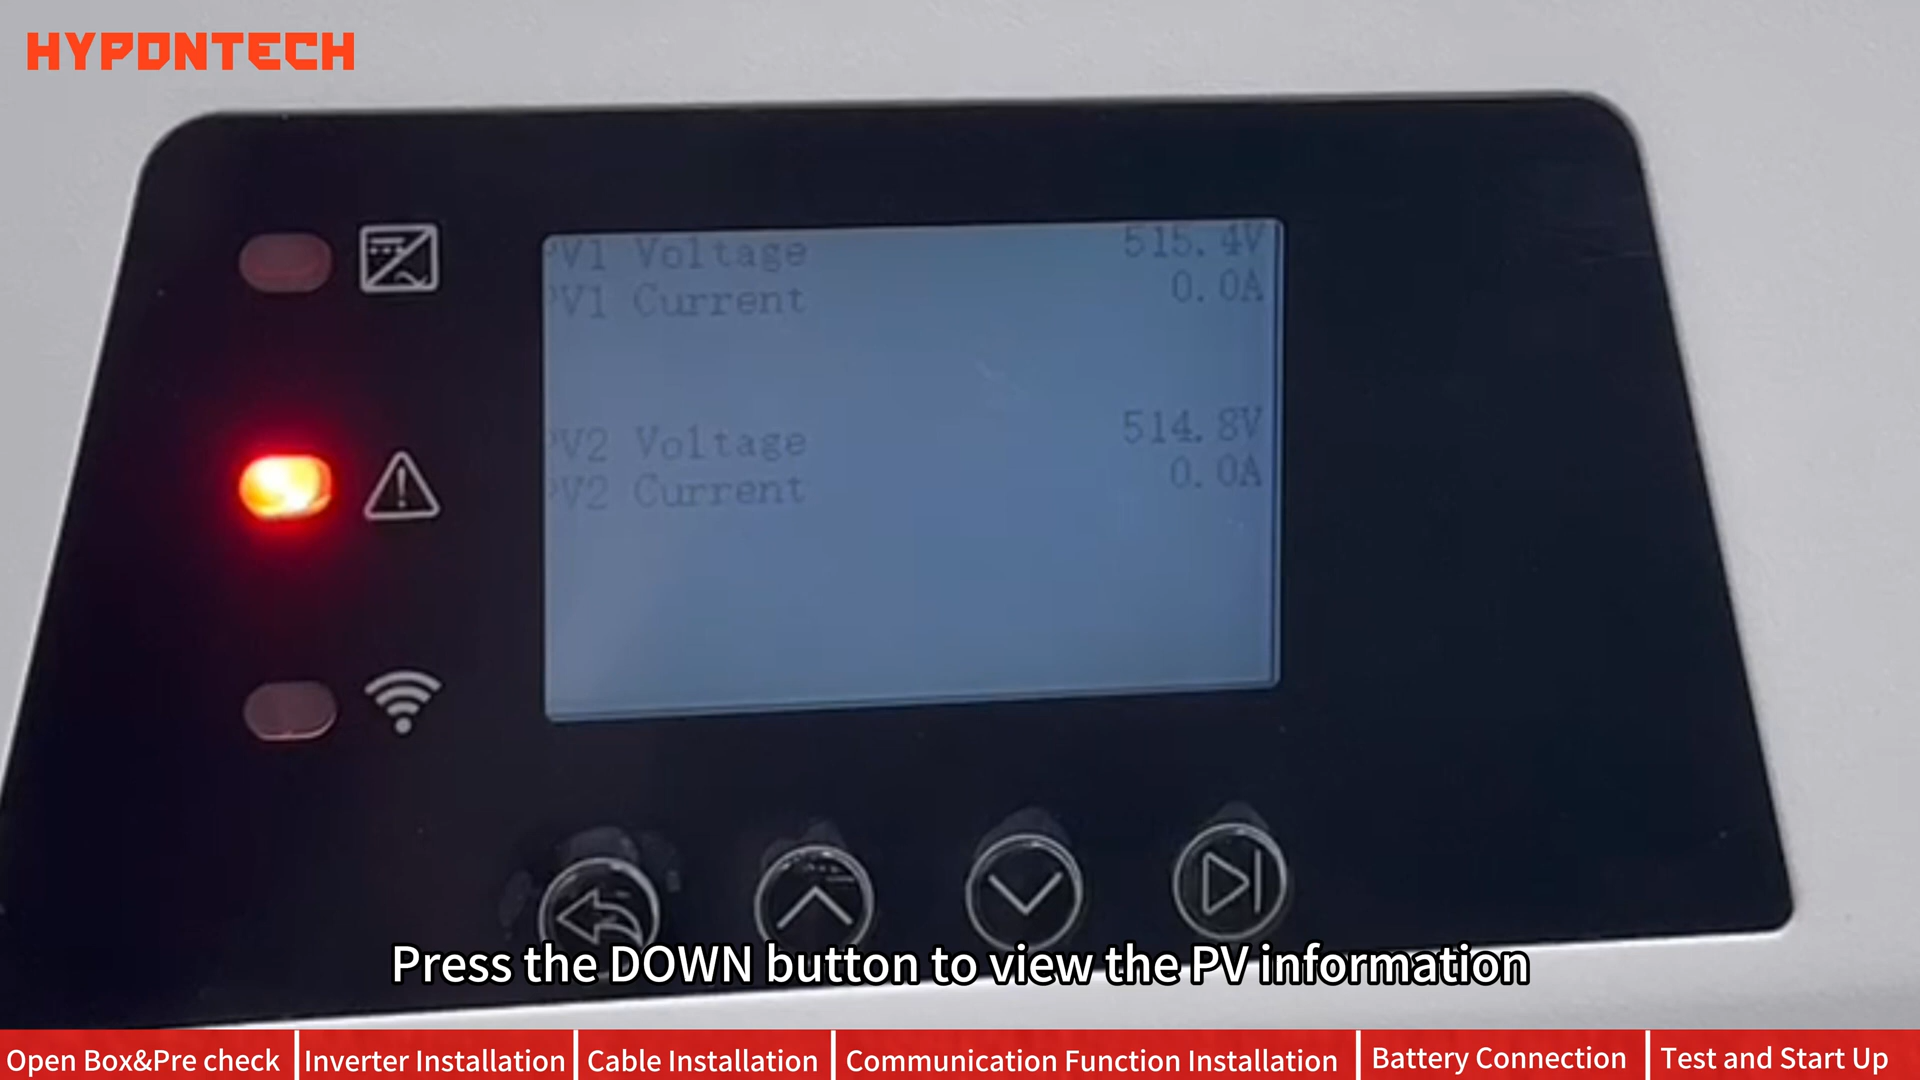 HYPONTECH
PV1 Voltage 515.4V
PV1 Current 0.0A
PV2 Voltage 514.8V
PV2 Current 0.0A
Press the DOWN button to view the PV information
Open Box&Pre check
Inverter Installation
Cable Installation
Communication Function Installation
Battery Connection
Test and Start Up